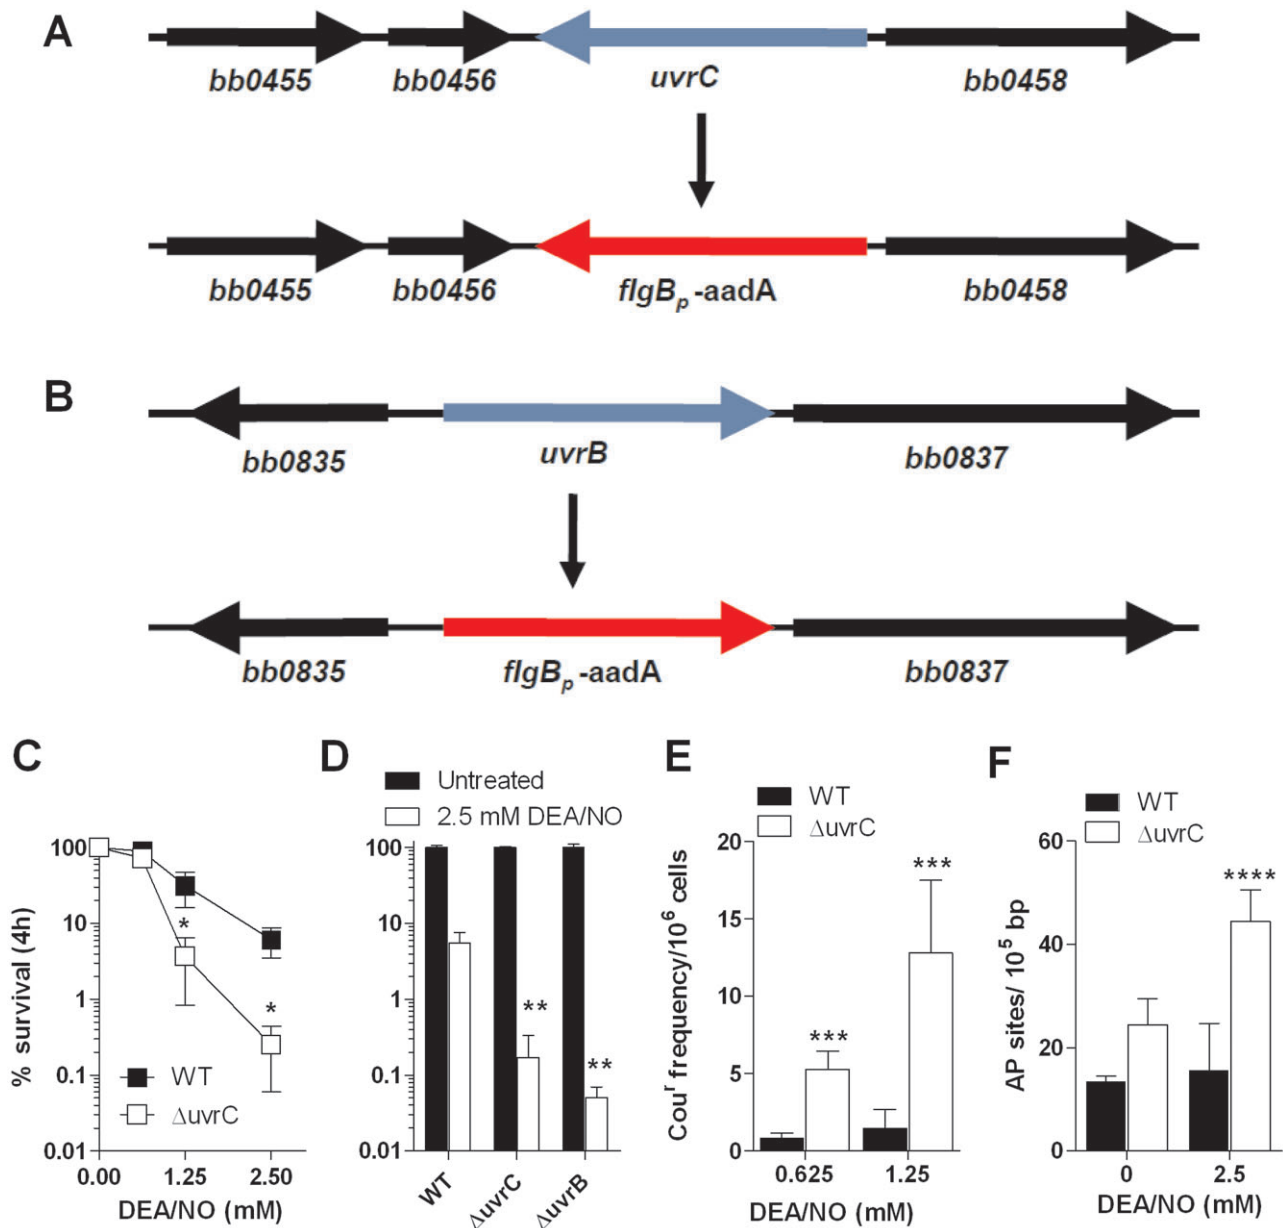 A
bb0455 bb0456 uvrC bb0458
bb0455 bb0456 flgBp-aadA bb0458
B
bb0835 uvrB bb0837
bb0835 flgBp-aadA bb0837
C
% survival (4h)
100
10
1
0.1
0.01
WT
ΔuvrC
*
*
0.00 1.25 2.50
DEA/NO (mM)
D
Untreated
2.5 mM DEA/NO
100
10
1
0.1
0.01
**
**
WT ΔuvrC ΔuvrB
E
WT
ΔuvrC
Couʳ frequency/10⁶ cells
20
15
10
5
0
***
***
0.625 1.25
DEA/NO (mM)
F
WT
ΔuvrC
AP sites/ 10⁵ bp
60
40
20
0
****
0 2.5
DEA/NO (mM)